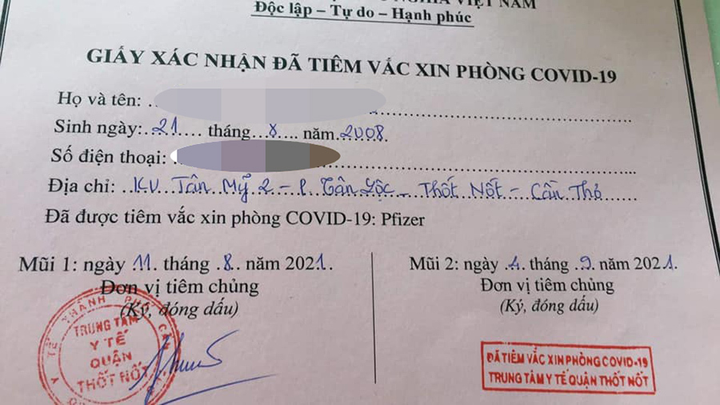 NGHĨA VIỆT NAM
Độc lập – Tự do – Hạnh phúc
GIẤY XÁC NHẬN ĐÃ TIÊM VẮC XIN PHÒNG COVID-19
Họ và tên:
Sinh ngày: 21 tháng 8 năm 2008
Số điện thoại:
Địa chỉ: KV Tân Mỹ 2 – P. Tân Lộc – Thốt Nốt – Cần Thơ
Đã được tiêm vắc xin phòng COVID-19: Pfizer
Mũi 1: ngày 11 tháng 8 năm 2021.
Đơn vị tiêm chủng
(Ký, đóng dấu)
TRUNG TÂM
Y TẾ
QUẬN
THỐT NỐT
Mũi 2: ngày 4 tháng 9 năm 2021.
Đơn vị tiêm chủng
(Ký, đóng dấu)
ĐÃ TIÊM VẮC XIN PHÒNG COVID-19
TRUNG TÂM Y TẾ QUẬN THỐT NỐT